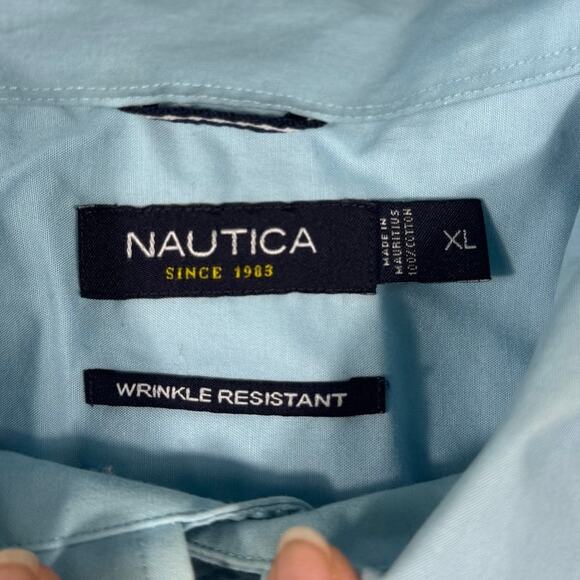 NAUTICA
SINCE 1983
MADE IN
MAURITIUS
100% COTTON
XL
WRINKLE RESISTANT